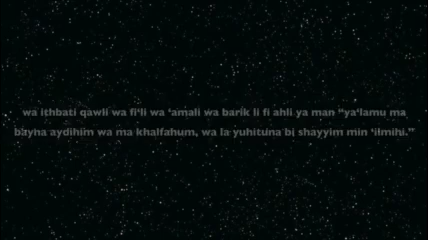 wa ithbati qawli wa fi'li wa 'amali wa barik li fi ahli ya man "ya'lamu ma
bayna aydihim wa ma khalfahum, wa la yuhituna bi shayyim min 'ilmihi."